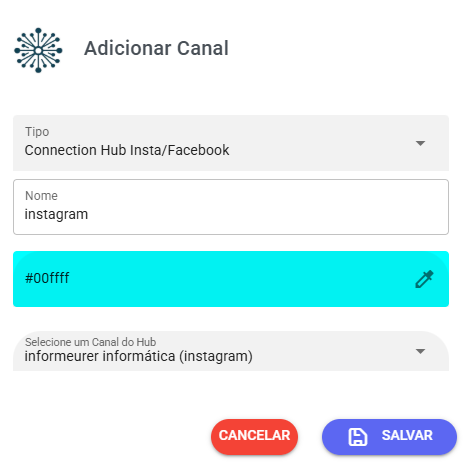 Adicionar Canal
Tipo
Connection Hub Insta/Facebook
Nome
instagram
#00ffff
Selecione um Canal do Hub
informeurer informática (instagram)
CANCELAR
SALVAR